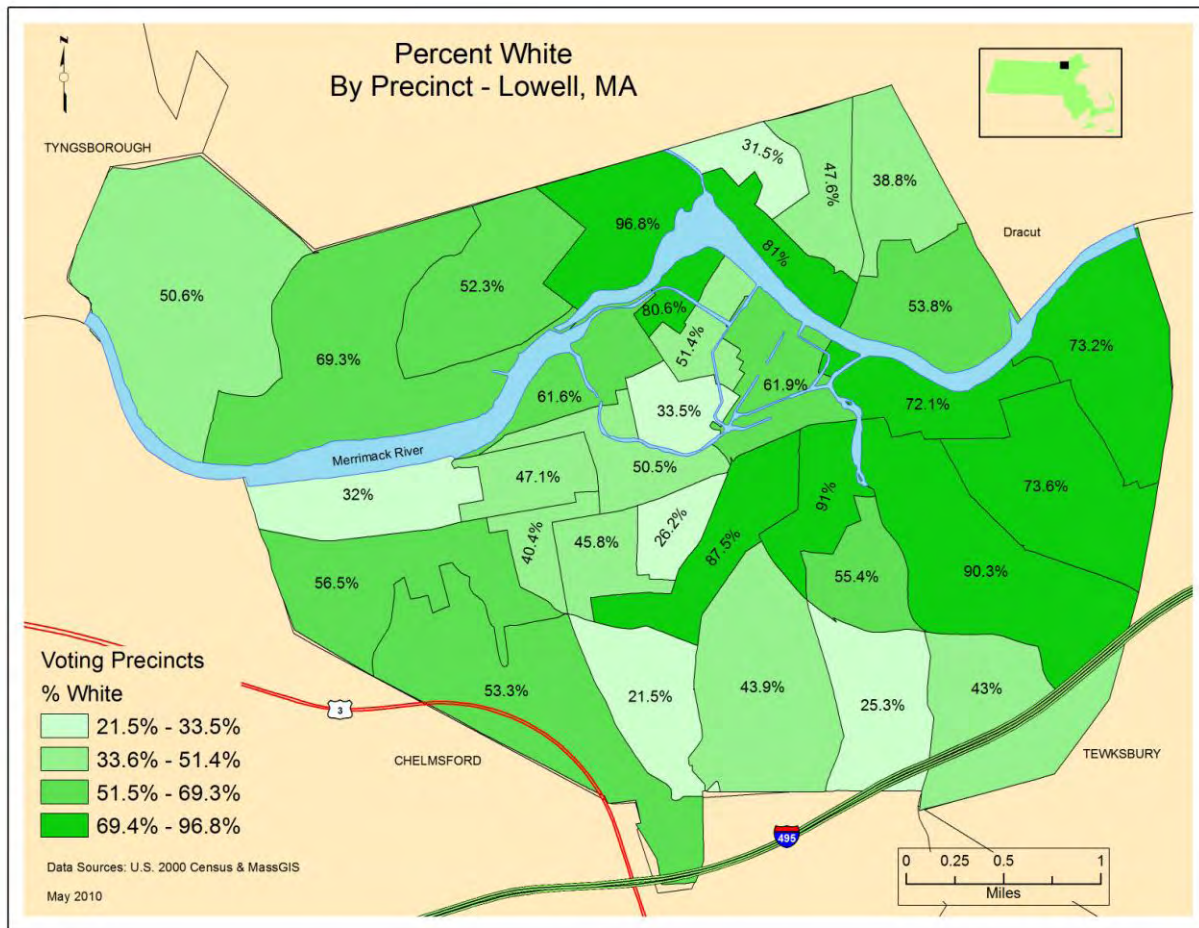 Percent White
By Precinct - Lowell, MA
N
TYNGSBOROUGH
31.5%
47.6%
38.8%
96.8%
81%
Dracut
50.6%
52.3%
80.6%
53.8%
69.3%
51.4%
73.2%
61.6%
61.9%
33.5%
72.1%
Merrimack River
50.5%
47.1%
32%
73.6%
91%
26.2%
40.4%
45.8%
87.5%
55.4%
90.3%
56.5%
53.3%
21.5%
43.9%
25.3%
43%
3
CHELMSFORD
TEWKSBURY
495
Voting Precincts
% White
21.5% - 33.5%
33.6% - 51.4%
51.5% - 69.3%
69.4% - 96.8%
Data Sources: U.S. 2000 Census & MassGIS
May 2010
0 0.25 0.5 1
Miles